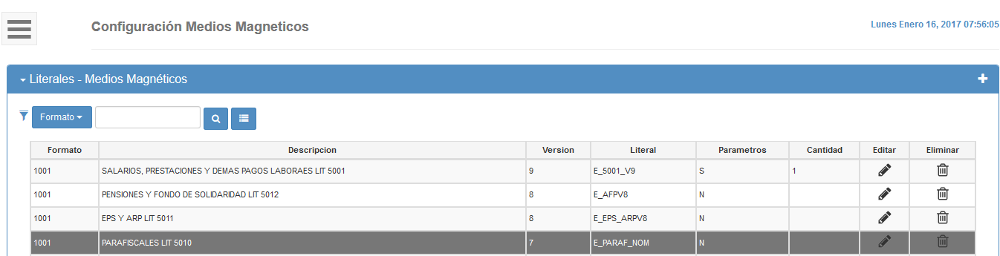 Configuración Medios Magneticos
Lunes Enero 16, 2017 07:56:05
Literales - Medios Magnéticos
Formato
Formato Descripcion Version Literal Parametros Cantidad Editar Eliminar
1001 SALARIOS, PRESTACIONES Y DEMAS PAGOS LABORAES LIT 5001 9 E_5001_V9 S 1
1001 PENSIONES Y FONDO DE SOLIDARIDAD LIT 5012 8 E_AFPV8 N
1001 EPS Y ARP LIT 5011 8 E_EPS_ARPV8 N
1001 PARAFISCALES LIT 5010 7 E_PARAF_NOM N